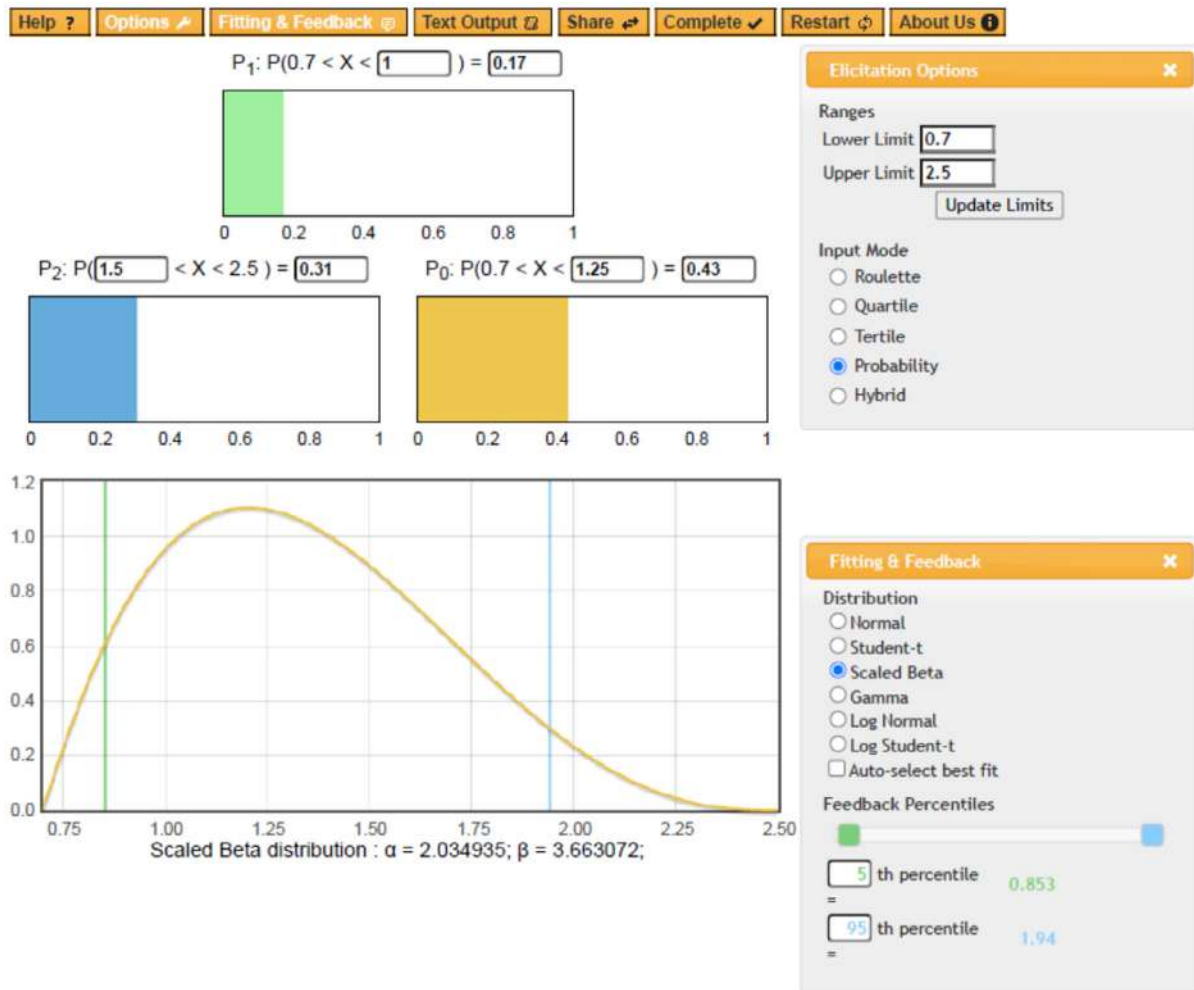 Help ? Options Fitting & Feedback Text Output Share Complete Restart About Us
P1: P(0.7 < X < 1 ) = 0.17
0 0.2 0.4 0.6 0.8 1
P2: P( 1.5 < X < 2.5 ) = 0.31
0 0.2 0.4 0.6 0.8 1
P0: P(0.7 < X < 1.25 ) = 0.43
0 0.2 0.4 0.6 0.8 1
1.2
1.0
0.8
0.6
0.4
0.2
0.0
0.75 1.00 1.25 1.50 1.75 2.00 2.25 2.50
Scaled Beta distribution : α = 2.034935; β = 3.663072;
Elicitation Options
Ranges
Lower Limit 0.7
Upper Limit 2.5
Update Limits
Input Mode
Roulette
Quartile
Tertile
Probability
Hybrid
Fitting & Feedback
Distribution
Normal
Student-t
Scaled Beta
Gamma
Log Normal
Log Student-t
Auto-select best fit
Feedback Percentiles
5 th percentile 0.853
=
95 th percentile 1.94
=